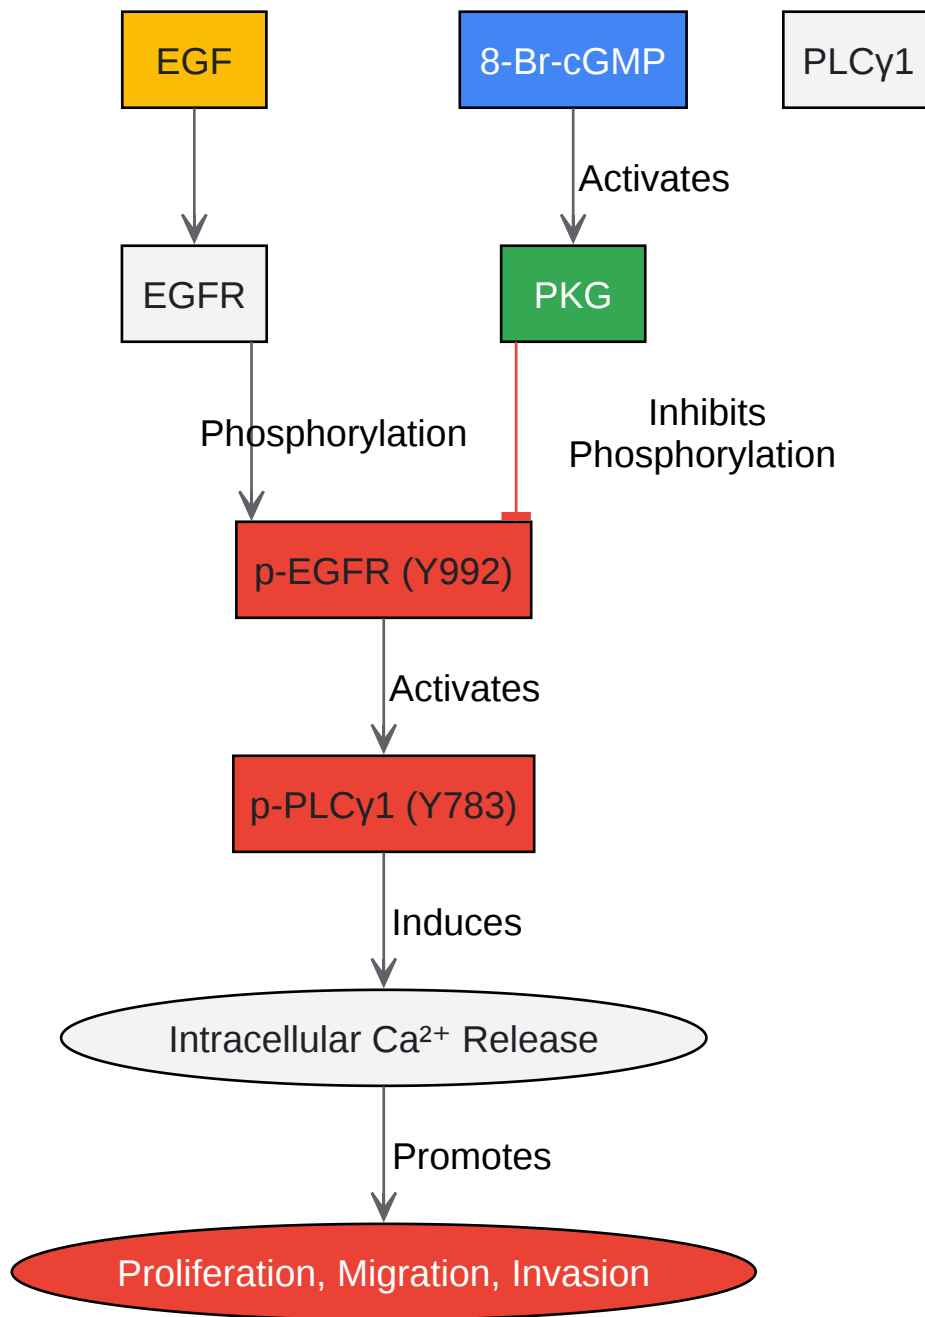 EGF
8-Br-cGMP
PLCγ1
Activates
EGFR
PKG
Phosphorylation
Inhibits
Phosphorylation
p-EGFR (Y992)
Activates
p-PLCγ1 (Y783)
Induces
Intracellular Ca²⁺ Release
Promotes
Proliferation, Migration, Invasion